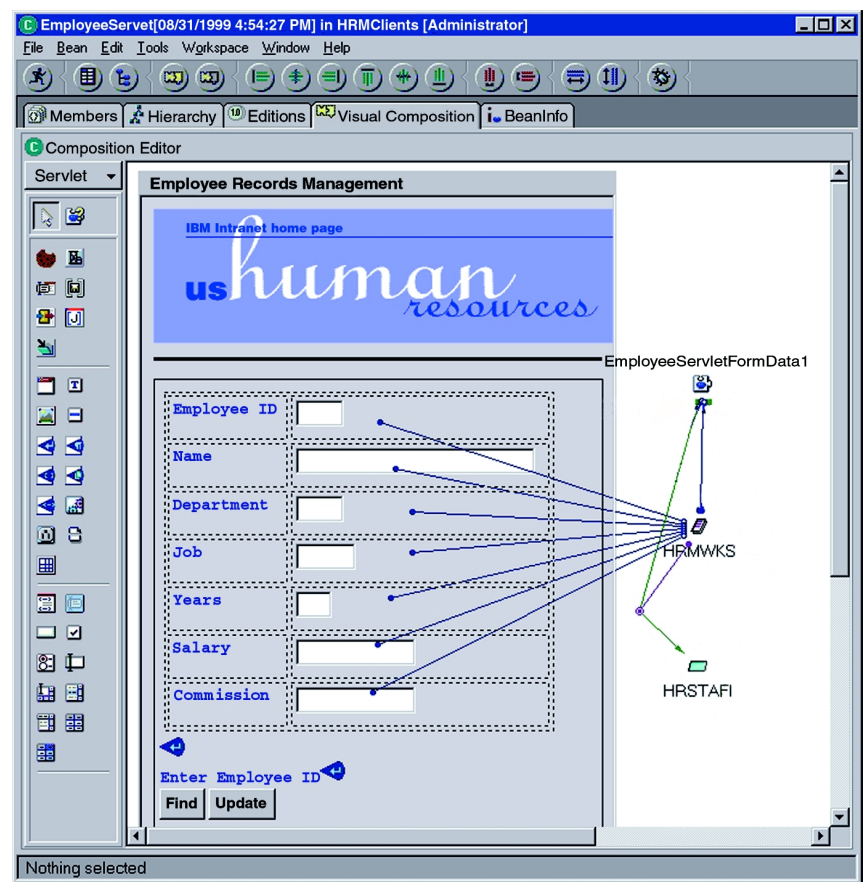 EmployeeServet[08/31/1999 4:54:27 PM] in HRMClients [Administrator]
File Bean Edit Tools Workspace Window Help
Members Hierarchy Editions Visual Composition BeanInfo
Composition Editor
Servlet
Employee Records Management
IBM Intranet home page
us human
resources
EmployeeServletFormData1
Employee ID
Name
Department
Job
HRMWKS
Years
Salary
HRSTAFI
Commission
Enter Employee ID
Find Update
Nothing selected